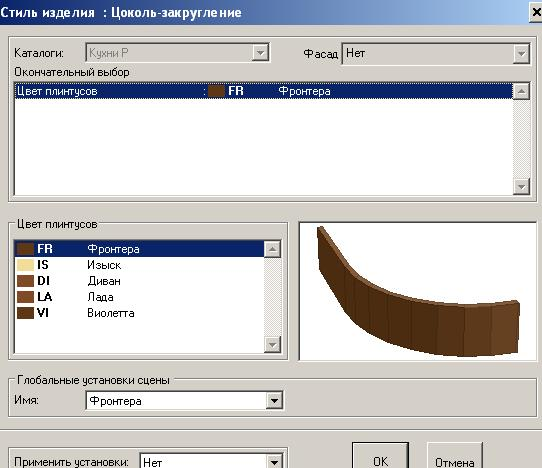 Стиль изделия : Цоколь-закругление
Каталоги: Кухни Р Фасад Нет
Окончательный выбор
Цвет плинтусов : FR Фронтера
Цвет плинтусов
FR Фронтера
IS Изыск
DI Диван
LA Лада
VI Виолетта
Глобальные установки сцены
Имя: Фронтера
Применить установки: Нет OK Отмена